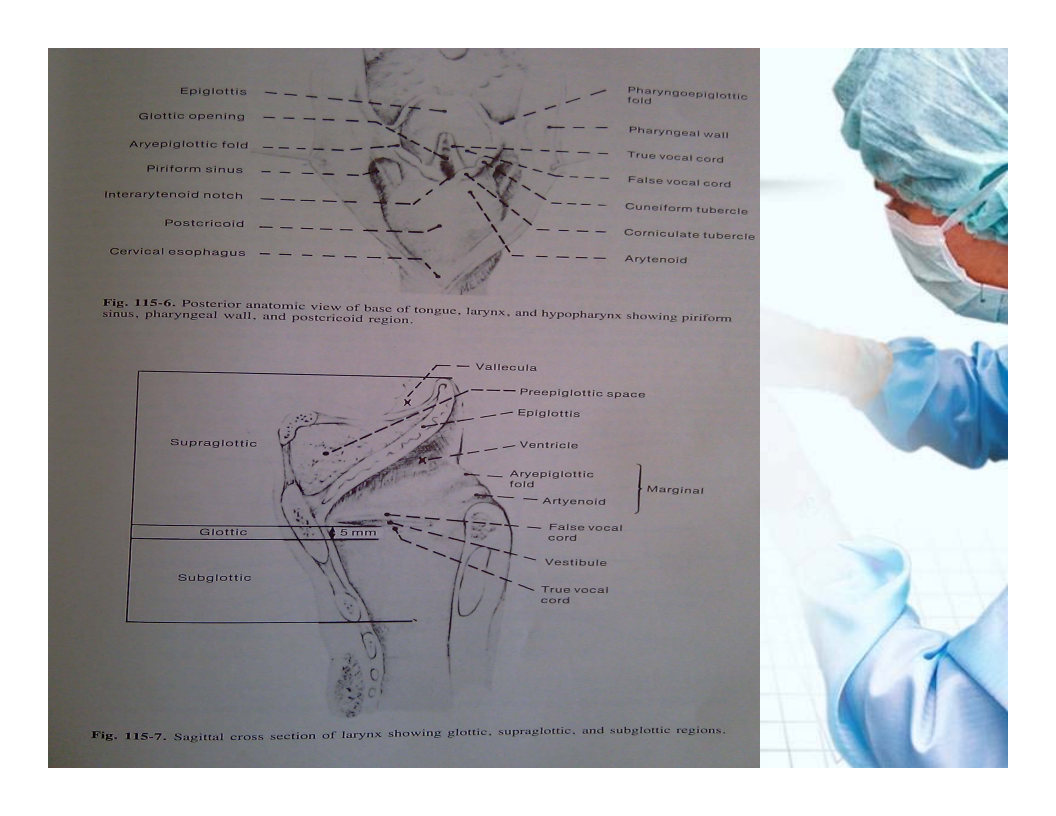 Epiglottis
Glottic opening
Aryepiglottic fold
Piriform sinus
Interarytenoid notch
Postcricoid
Cervical esophagus
Pharyngoepiglottic
fold
Pharyngeal wall
True vocal cord
False vocal cord
Cuneiform tubercle
Corniculate tubercle
Arytenoid
Fig. 115-6. Posterior anatomic view of base of tongue, larynx, and hypopharynx showing piriform
sinus, pharyngeal wall, and postcricoid region.
Vallecula
Preepiglottic space
Epiglottis
Ventricle
Aryepiglottic
fold
Artyenoid
Marginal
False vocal
cord
Vestibule
True vocal
cord
Supraglottic
Glottic
5 mm
Subglottic
Fig. 115-7. Sagittal cross section of larynx showing glottic, supraglottic, and subglottic regions.